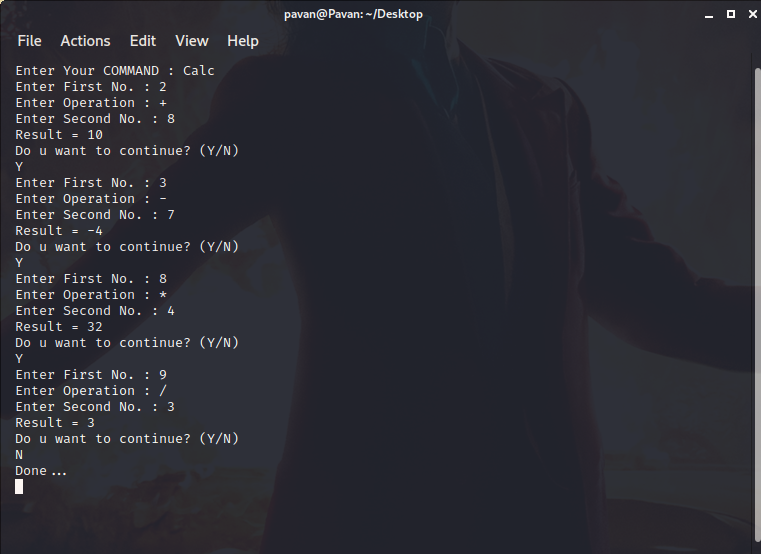 pavan@Pavan: ~/Desktop
File Actions Edit View Help
Enter Your COMMAND : Calc
Enter First No. : 2
Enter Operation : +
Enter Second No. : 8
Result = 10
Do u want to continue? (Y/N)
Y
Enter First No. : 3
Enter Operation : -
Enter Second No. : 7
Result = -4
Do u want to continue? (Y/N)
Y
Enter First No. : 8
Enter Operation : *
Enter Second No. : 4
Result = 32
Do u want to continue? (Y/N)
Y
Enter First No. : 9
Enter Operation : /
Enter Second No. : 3
Result = 3
Do u want to continue? (Y/N)
N
Done...